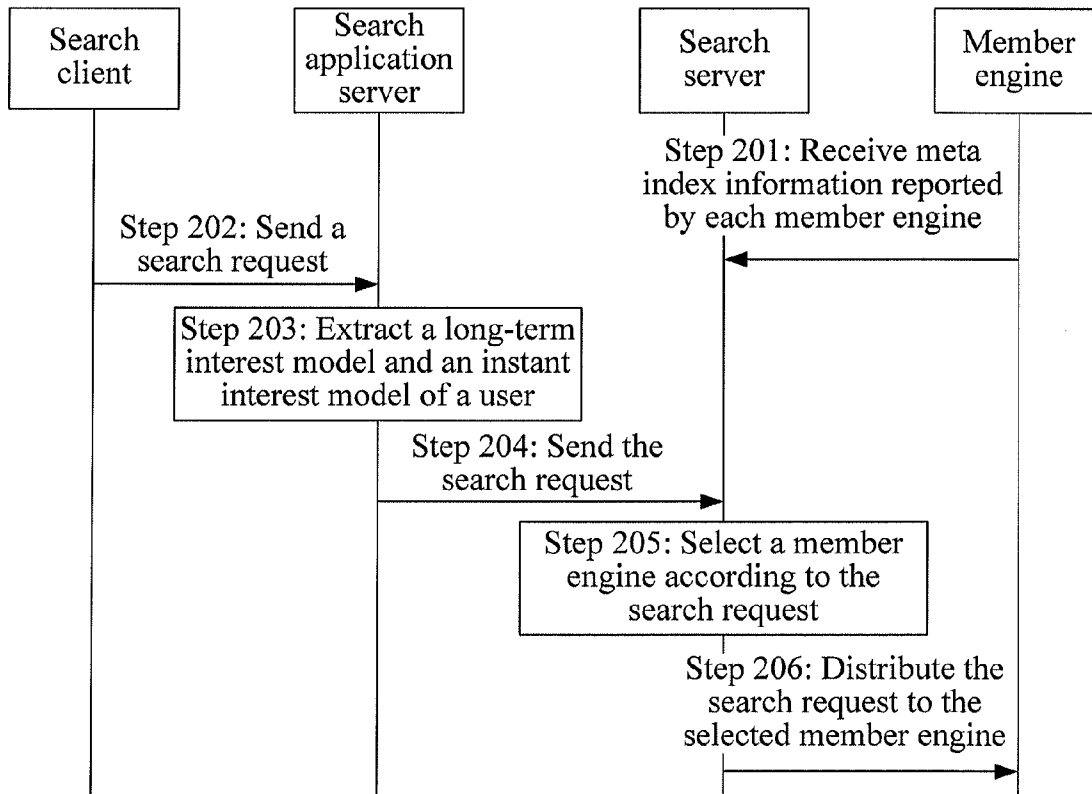 Search
client
Search
application
server
Search
server
Member
engine
Step 201: Receive meta
index information reported
by each member engine
Step 202: Send a
search request
Step 203: Extract a long-term
interest model and an instant
interest model of a user
Step 204: Send the
search request
Step 205: Select a member
engine according to the
search request
Step 206: Distribute the
search request to the
selected member engine